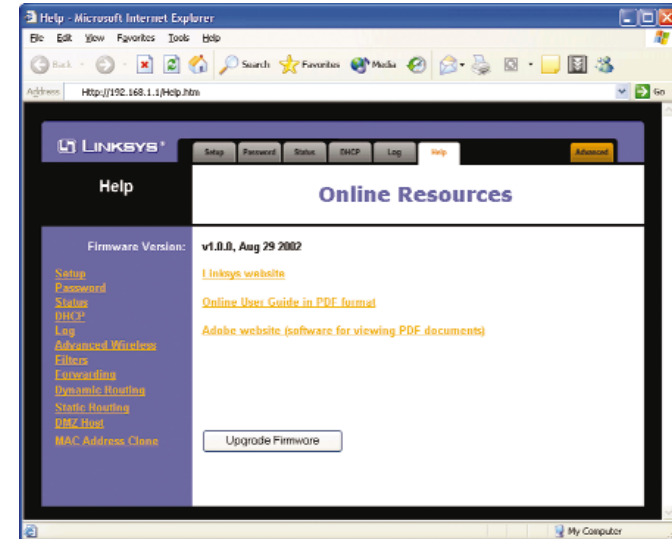 Help - Microsoft Internet Explorer
File Edit View Favorites Tools Help
Back Search Favorites Media
Address Http://192.168.1.1/Help.htm Go
LINKSYS®
Setup Password Status DHCP Log Help Advanced
Help
Online Resources
Firmware Version: v1.0.0, Aug 29 2002
Setup
Password
Status
DHCP
Log
Advanced Wireless
Filters
Forwarding
Dynamic Routing
Static Routing
DMZ Host
MAC Address Clone
Linksys website
Online User Guide in PDF format
Adobe website (software for viewing PDF documents)
Upgrade Firmware
My Computer